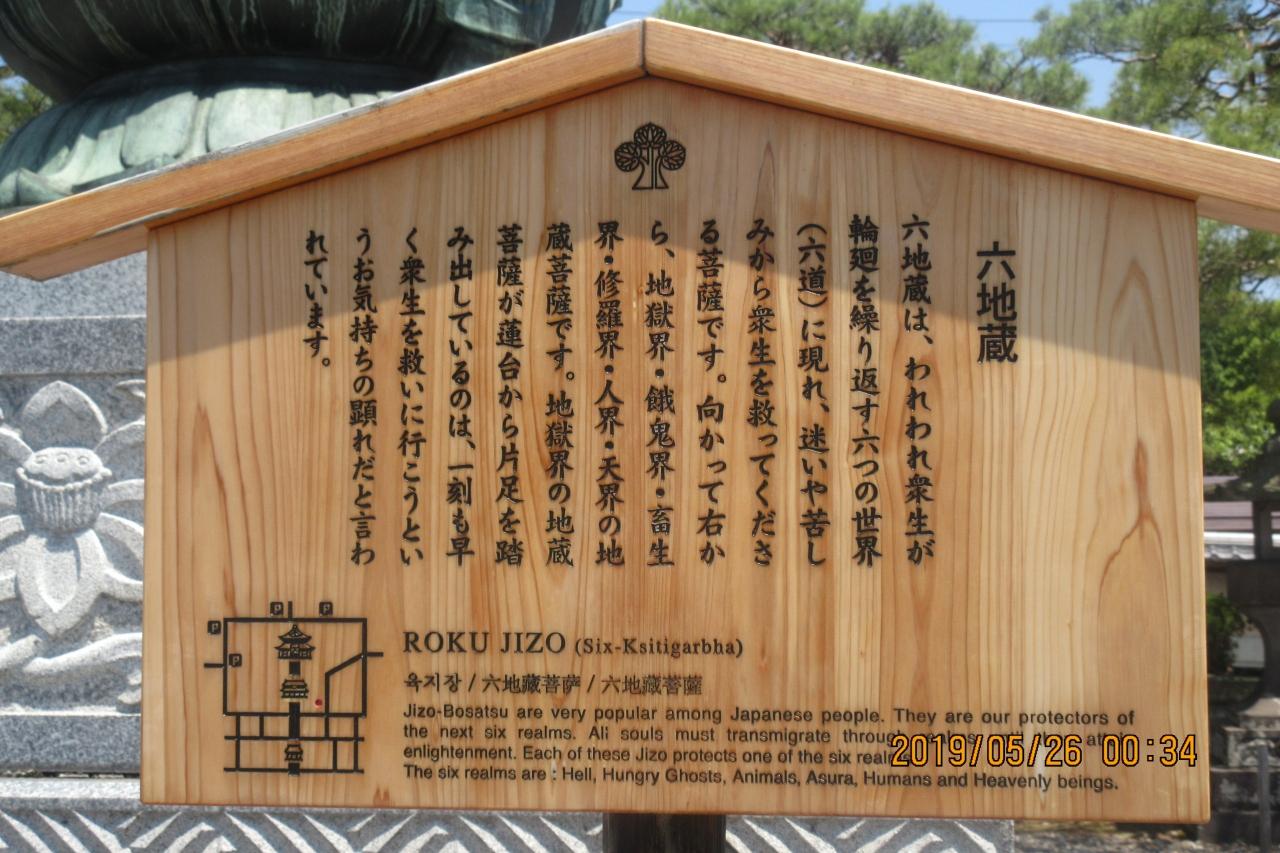 六地蔵
六地蔵は、われわれ衆生が
輪廻を繰り返す六つの世界
（六道）に現れ、迷いや苦し
みから衆生を救ってくださ
る菩薩です。向かって右か
ら、地獄界・餓鬼界・畜生
界・修羅界・人界・天界の地
蔵菩薩です。地獄界の地蔵
菩薩が蓮台から片足を踏
み出しているのは、一刻も早
く衆生を救いに行こうとい
うお気持ちの顕れだと言わ
れています。
P P
P
P
ROKU JIZO (Six-Ksitigarbha)
육지장 / 六地藏菩萨 / 六地藏菩薩
Jizo-Bosatsu are very popular among Japanese people. They are our protectors of
the next six realms. All souls must transmigrate through
enlightenment. Each of these Jizo protects one of the six
The six realms are : Hell, Hungry Ghosts, Animals, Asura, Humans and Heavenly beings.
2019/05/26 00:34